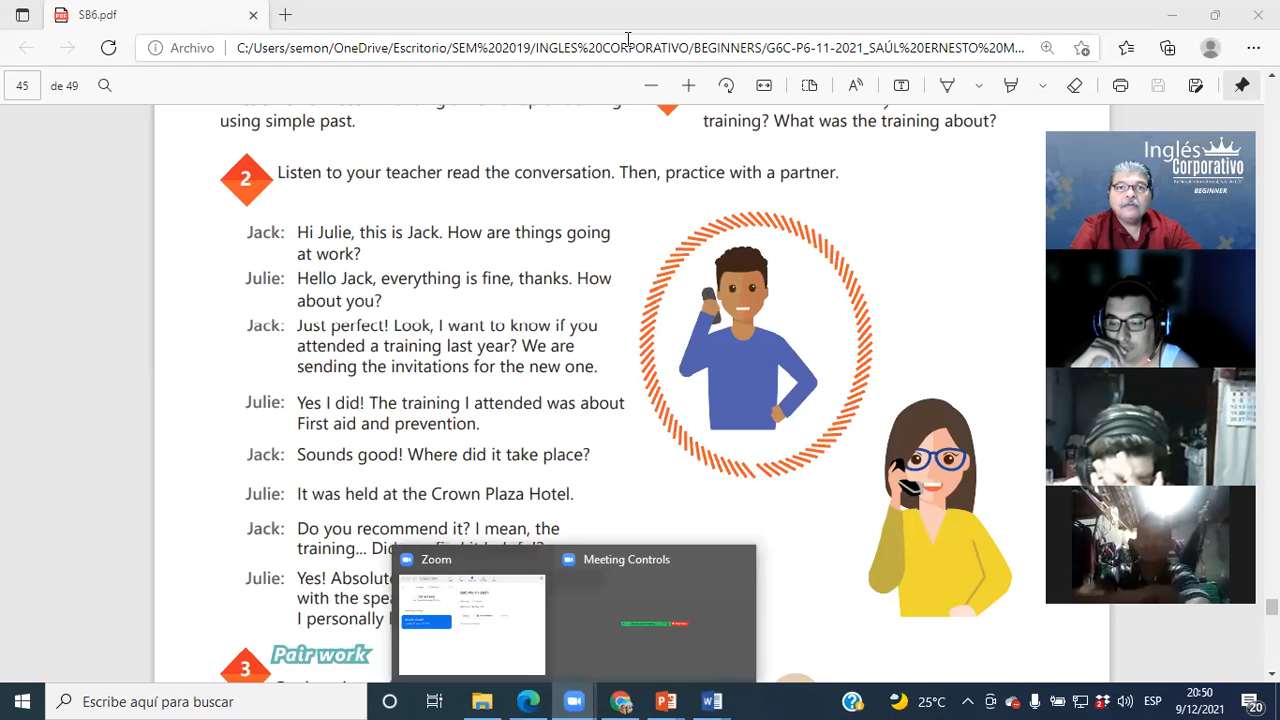 SB6.pdf
Archivo
C:/Users/semon/OneDrive/Escritorio/SEM%202019/INGLES%20CORPORATIVO/BEGINNERS/G6C-P6-11-2021_SAÚL%20ERNESTO%20M...
45 de 49
using simple past.
training? What was the training about?
2 Listen to your teacher read the conversation. Then, practice with a partner.
Jack: Hi Julie, this is Jack. How are things going
at work?
Julie: Hello Jack, everything is fine, thanks. How
about you?
Jack: Just perfect! Look, I want to know if you
attended a training last year? We are
sending the invitations for the new one.
Julie: Yes I did! The training I attended was about
First aid and prevention.
Jack: Sounds good! Where did it take place?
Julie: It was held at the Crown Plaza Hotel.
Jack: Do you recommend it? I mean, the
training...
Julie: Yes!
with the
I personally
3 Pair work
Inglés
Corporativo
BEGINNER
Zoom
Meeting Controls
Escribe aquí para buscar
25°C
ESP
20:50
9/12/2021
20